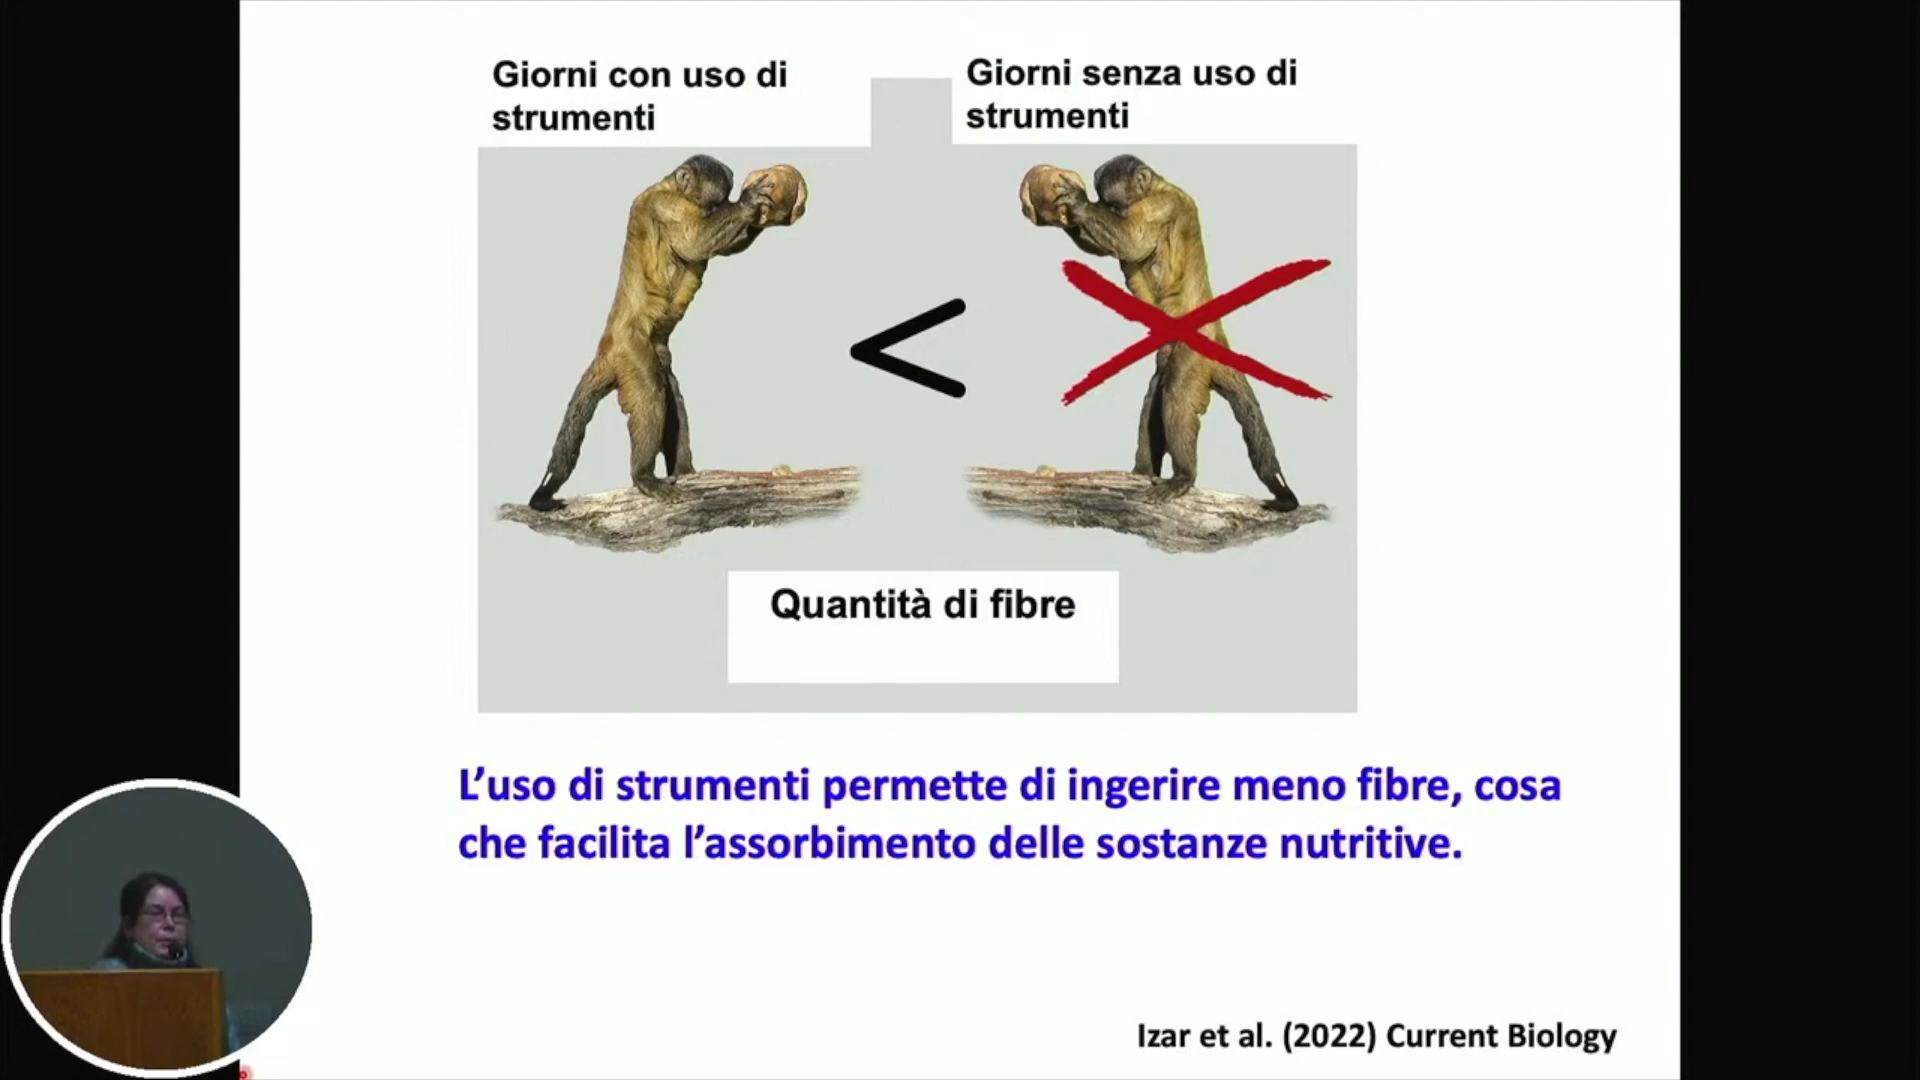 Giorni con uso di
strumenti
Giorni senza uso di
strumenti
<
Quantità di fibre
L’uso di strumenti permette di ingerire meno fibre, cosa
che facilita l’assorbimento delle sostanze nutritive.
Izar et al. (2022) Current Biology